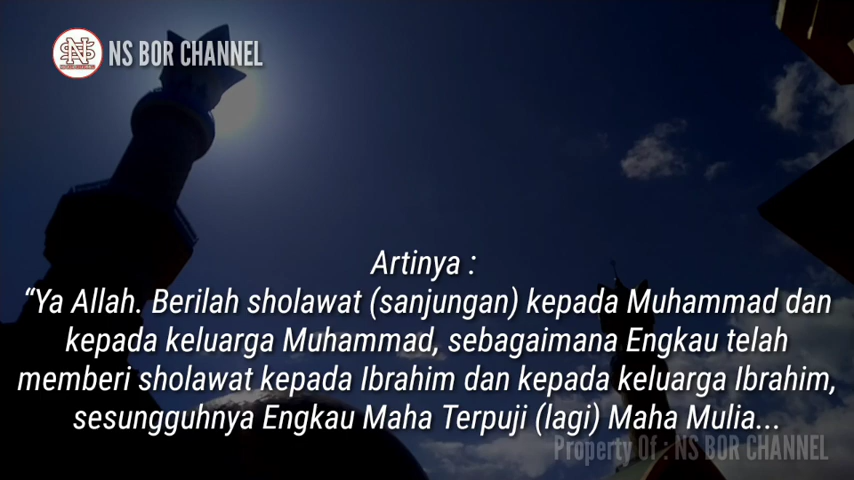 NS BOR CHANNEL
Artinya :
“Ya Allah. Berilah sholawat (sanjungan) kepada Muhammad dan
kepada keluarga Muhammad, sebagaimana Engkau telah
memberi sholawat kepada Ibrahim dan kepada keluarga Ibrahim,
sesungguhnya Engkau Maha Terpuji (lagi) Maha Mulia...
Property Of : NS BOR CHANNEL